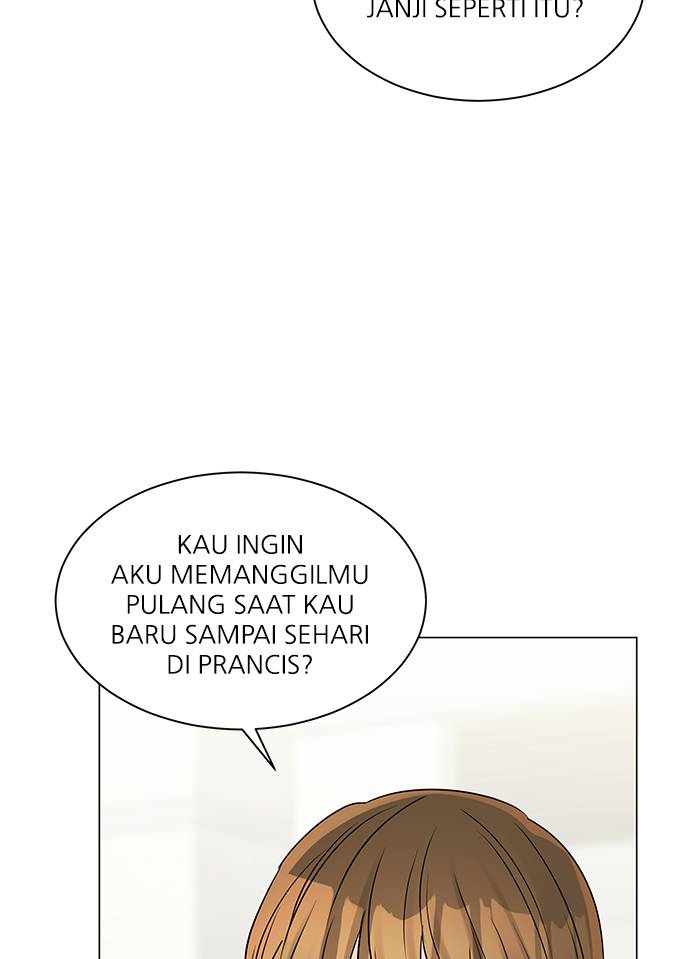 JANJI SEPERTI ITU?
KAU INGIN
AKU MEMANGGILMU
PULANG SAAT KAU
BARU SAMPAI SEHARI
DI PRANCIS?